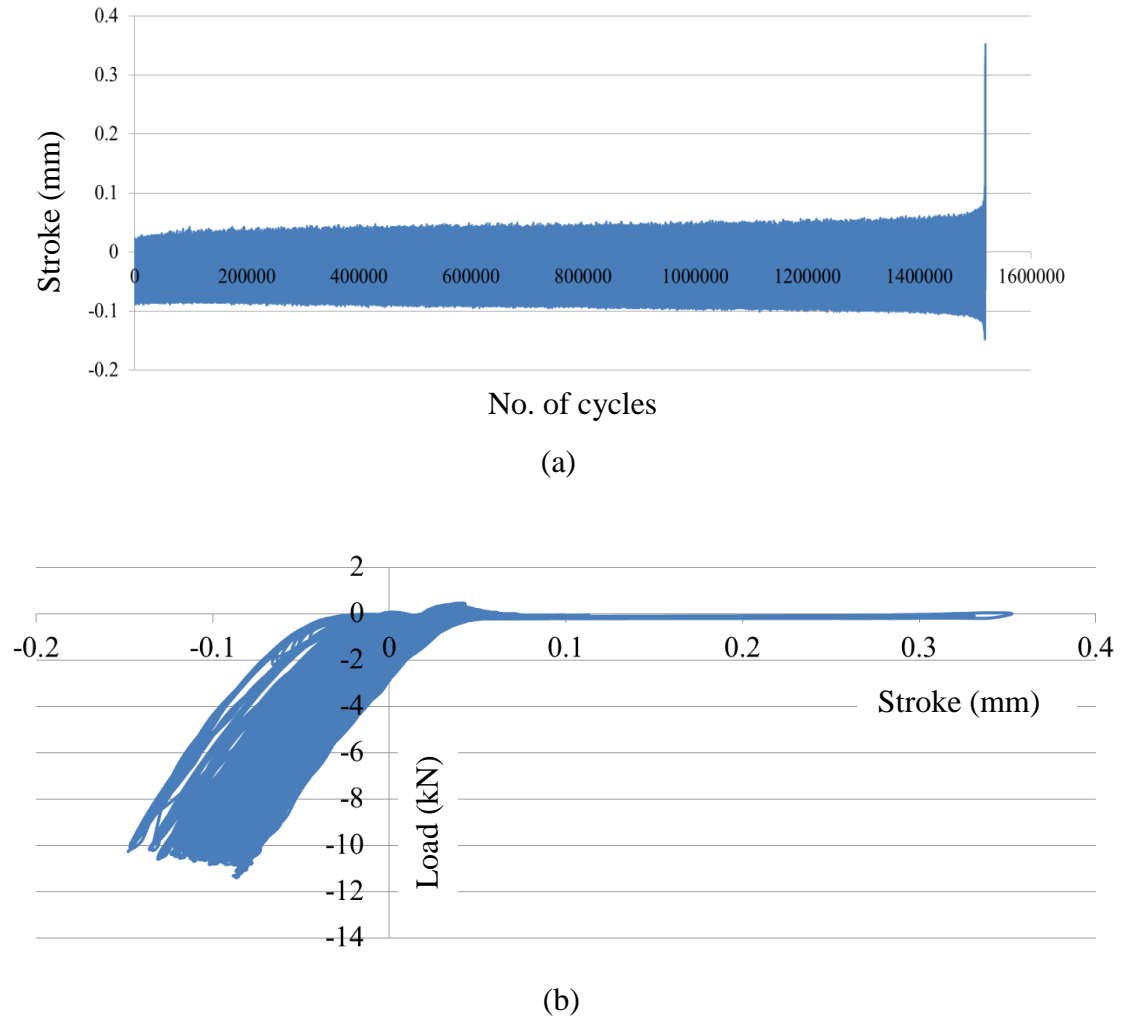 0.4
0.3
0.2
0.1
0
-0.1
-0.2
Stroke (mm)
0 200000 400000 600000 800000 1000000 1200000 1400000 1600000
No. of cycles
(a)
2
0
-2
-4
-6
-8
-10
-12
-14
-0.2 -0.1 0 0.1 0.2 0.3 0.4
Stroke (mm)
Load (kN)
(b)